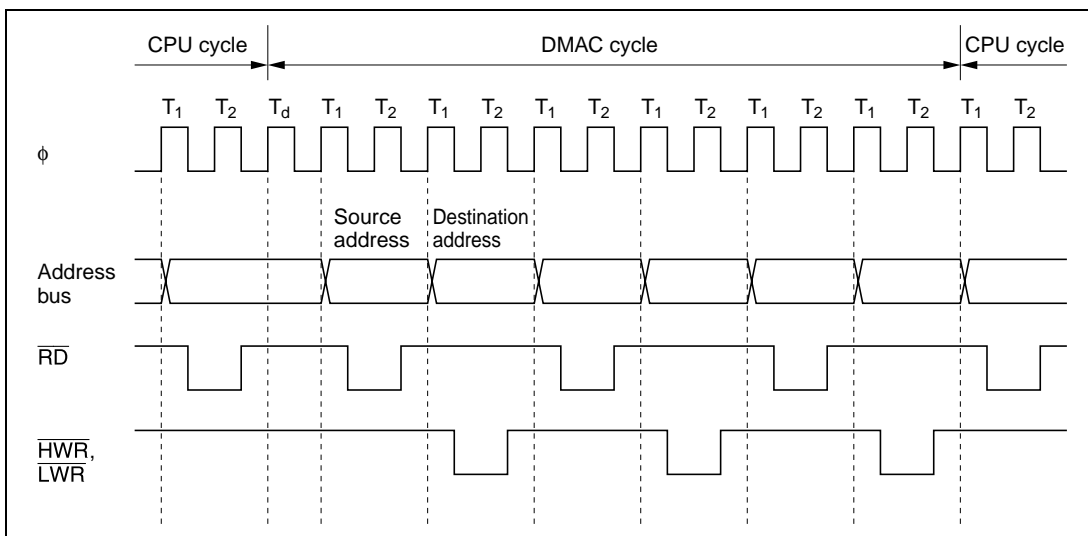 CPU cycle DMAC cycle CPU cycle
T1 T2 Td T1 T2 T1 T2 T1 T2 T1 T2 T1 T2 T1 T2 T1 T2
ϕ
Source address
Destination address
Address bus
RD
HWR,
LWR